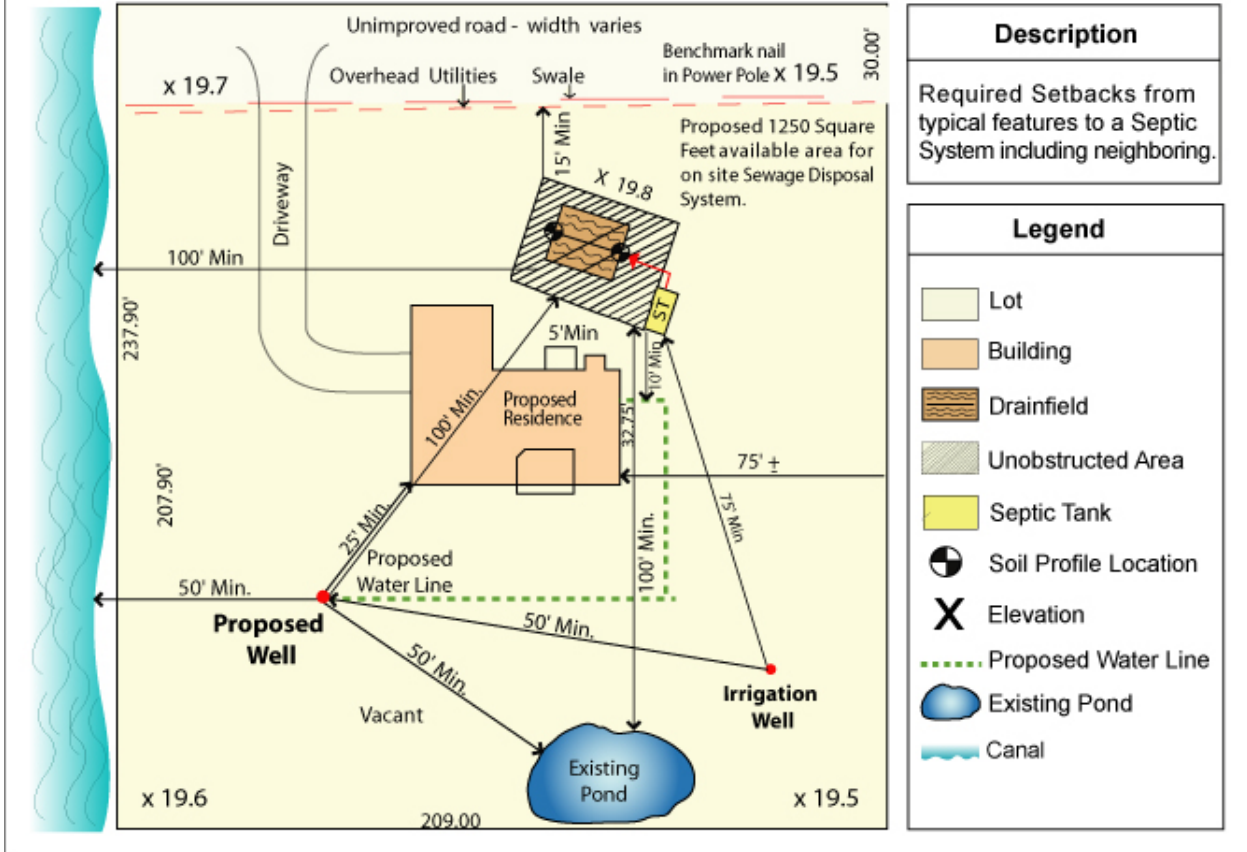 Unimproved road - width varies
Benchmark nail
in Power Pole x 19.5
30.00'
x 19.7
Overhead Utilities
Swale
15' Min
Proposed 1250 Square
Feet available area for
on site Sewage Disposal
System.
X 19.8
Driveway
100' Min
ST
237.90'
5'Min
10' Min
Proposed
Residence
100' Min.
32.75'
75' ±
75' Min
207.90'
25' Min.
100' Min.
Proposed
Water Line
50' Min.
Proposed
Well
50' Min.
50' Min.
Irrigation
Well
Vacant
Existing
Pond
x 19.6
x 19.5
209.00
Description
Required Setbacks from
typical features to a Septic
System including neighboring.
Legend
Lot
Building
Drainfield
Unobstructed Area
Septic Tank
Soil Profile Location
X Elevation
Proposed Water Line
Existing Pond
Canal